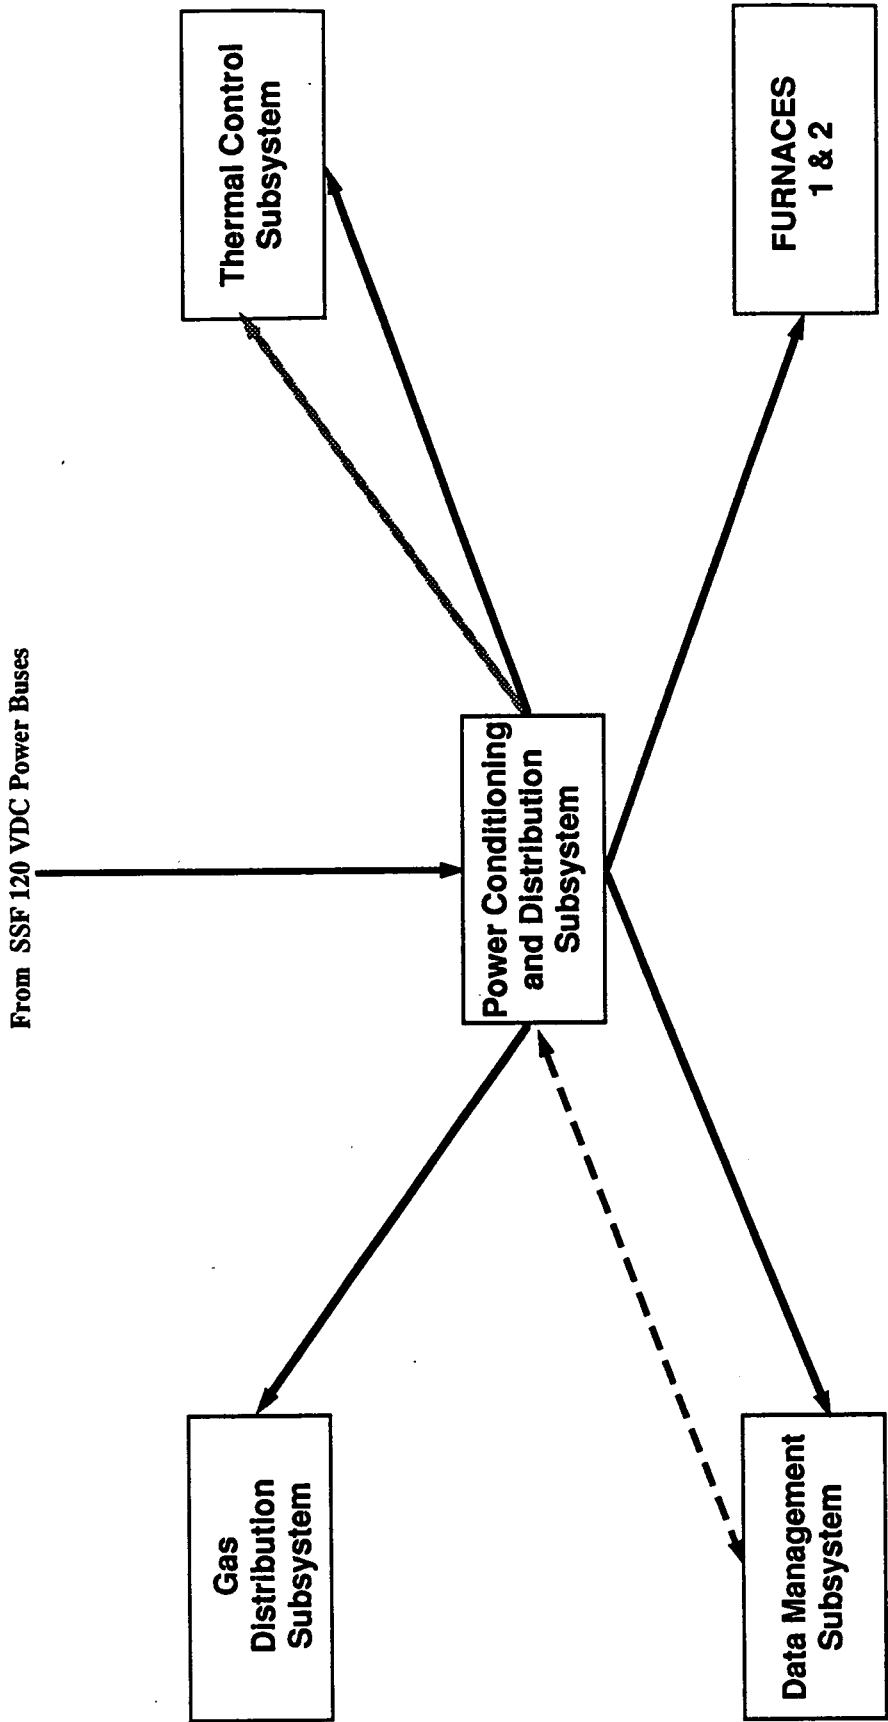 From SSF 120 VDC Power Buses
Gas
Distribution
Subsystem
Thermal Control
Subsystem
Power Conditioning
and Distribution
Subsystem
Data Management
Subsystem
FURNACES
1 & 2